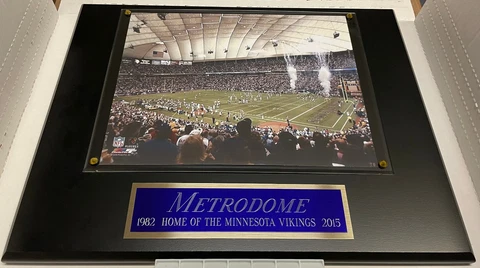 METRODOME
1982 HOME OF THE MINNESOTA VIKINGS 2015